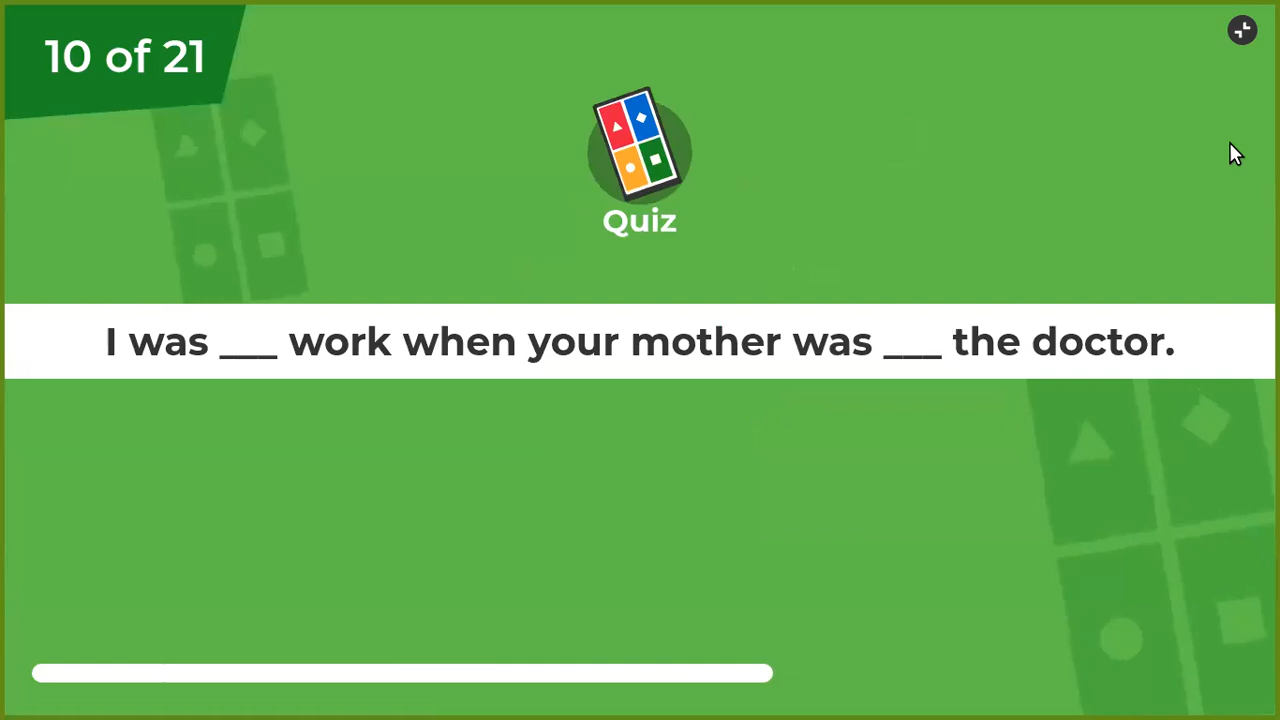 10 of 21
Quiz
I was ___ work when your mother was ___ the doctor.